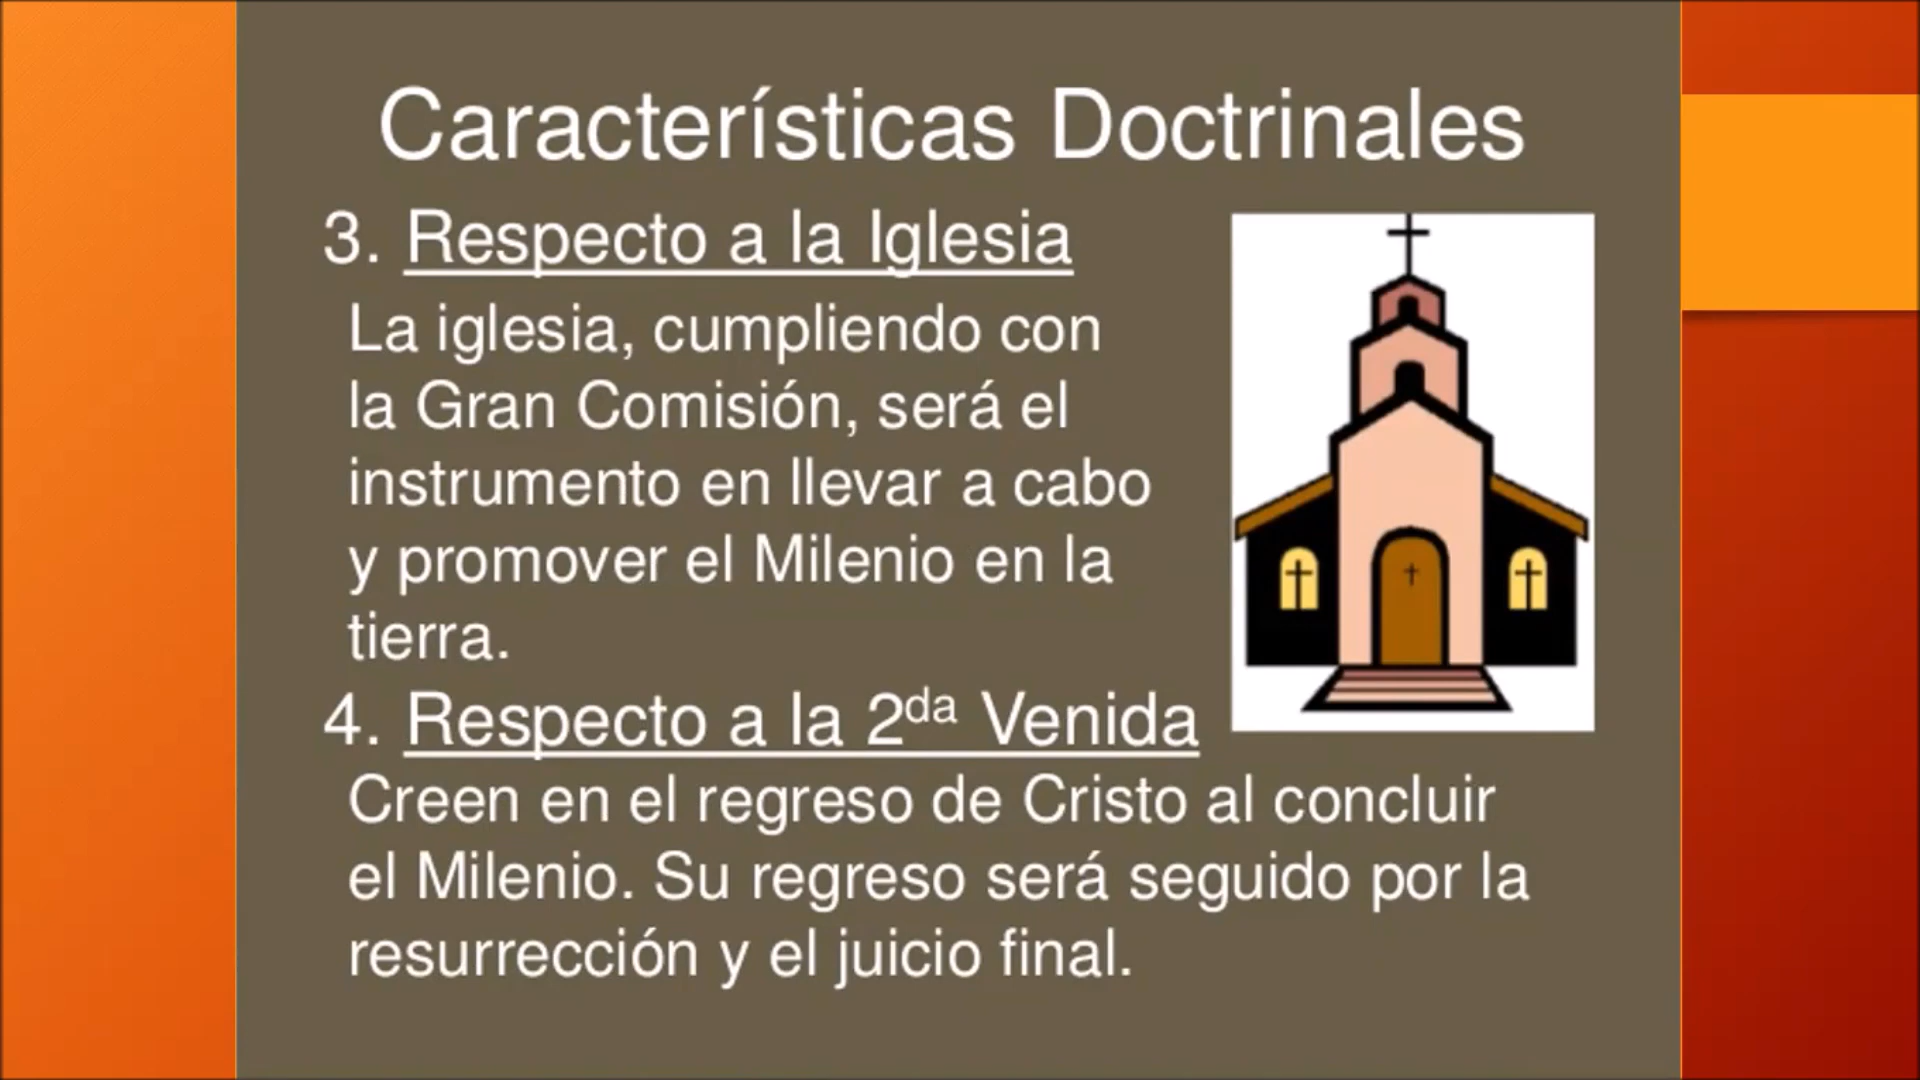 Características Doctrinales
3. Respecto a la Iglesia
La iglesia, cumpliendo con
la Gran Comisión, será el
instrumento en llevar a cabo
y promover el Milenio en la
tierra.
4. Respecto a la 2da Venida
Creen en el regreso de Cristo al concluir
el Milenio. Su regreso será seguido por la
resurrección y el juicio final.